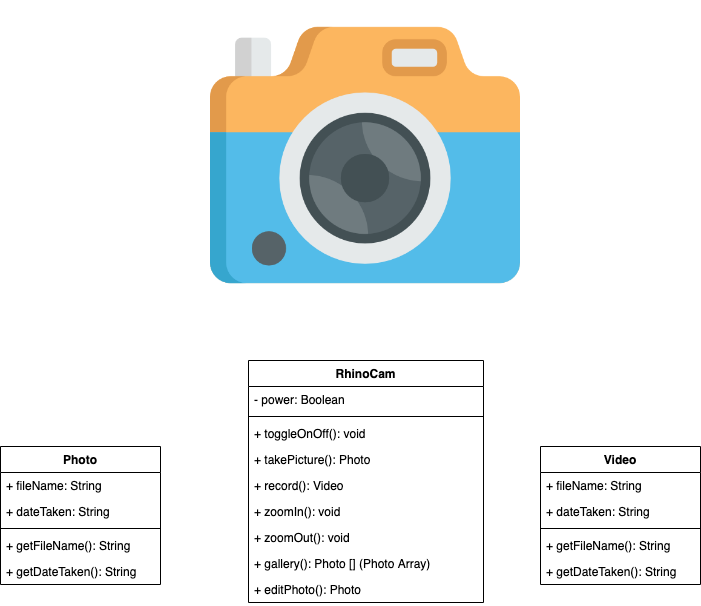 RhinoCam
- power: Boolean
+ toggleOnOff(): void
+ takePicture(): Photo
+ record(): Video
+ zoomIn(): void
+ zoomOut(): void
+ gallery(): Photo [] (Photo Array)
+ editPhoto(): Photo
Photo
+ fileName: String
+ dateTaken: String
+ getFileName(): String
+ getDateTaken(): String
Video
+ fileName: String
+ dateTaken: String
+ getFileName(): String
+ getDateTaken(): String